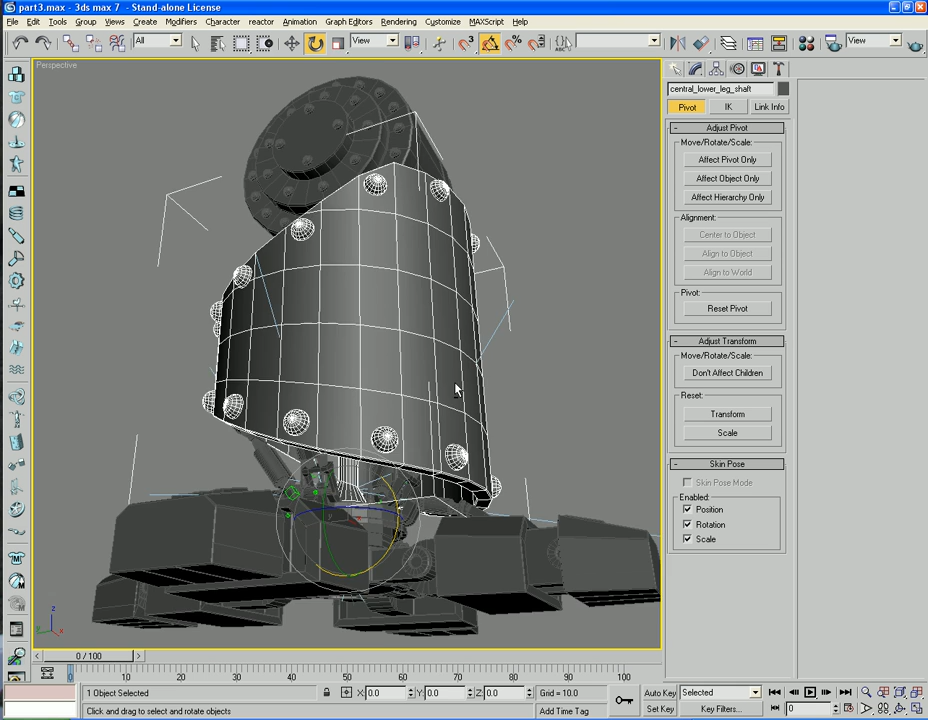 part3.max - 3ds max 7 - Stand-alone License
File Edit Tools Group Views Create Modifiers Character reactor Animation Graph Editors Rendering Customize MAXScript Help
All View View
Perspective
central_lower_leg_shaft
Pivot IK Link Info
- Adjust Pivot
Move/Rotate/Scale:
Affect Pivot Only
Affect Object Only
Affect Hierarchy Only
Alignment:
Center to Object
Align to Object
Align to World
Pivot:
Reset Pivot
- Adjust Transform
Move/Rotate/Scale:
Don't Affect Children
Reset:
Transform
Scale
- Skin Pose
Skin Pose Mode
Enabled:
Position
Rotation
Scale
z
y x
< 0 / 100 >
0 10 20 30 40 50 60 70 80 90 100
1 Object Selected X: 0.0 Y: 0.0 Z: 0.0 Grid = 10.0 Auto Key Selected
Click and drag to select and rotate objects Add Time Tag Set Key Key Filters... 0